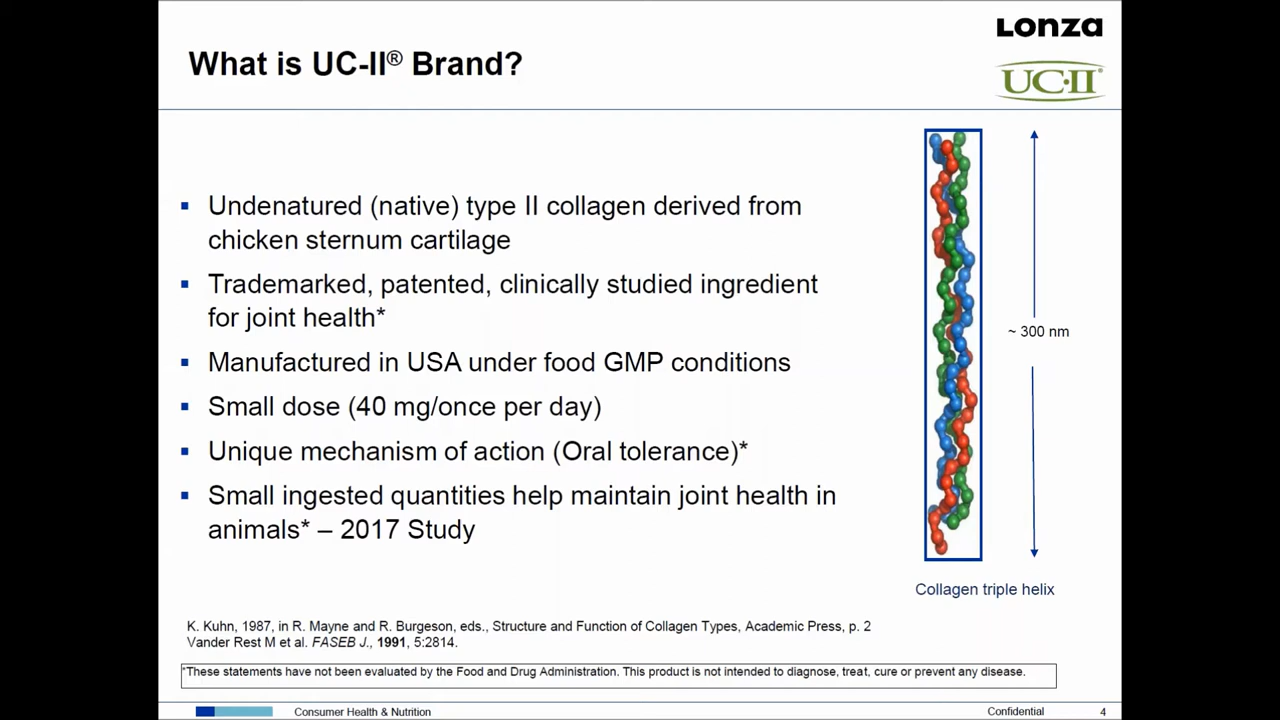 Lonza
What is UC-II® Brand?
UC·II®
▪ Undenatured (native) type II collagen derived from
chicken sternum cartilage
▪ Trademarked, patented, clinically studied ingredient
for joint health*
▪ Manufactured in USA under food GMP conditions
▪ Small dose (40 mg/once per day)
▪ Unique mechanism of action (Oral tolerance)*
▪ Small ingested quantities help maintain joint health in
animals* – 2017 Study
~ 300 nm
Collagen triple helix
K. Kuhn, 1987, in R. Mayne and R. Burgeson, eds., Structure and Function of Collagen Types, Academic Press, p. 2
Vander Rest M et al. FASEB J., 1991, 5:2814.
*These statements have not been evaluated by the Food and Drug Administration. This product is not intended to diagnose, treat, cure or prevent any disease.
Consumer Health & Nutrition
Confidential
4